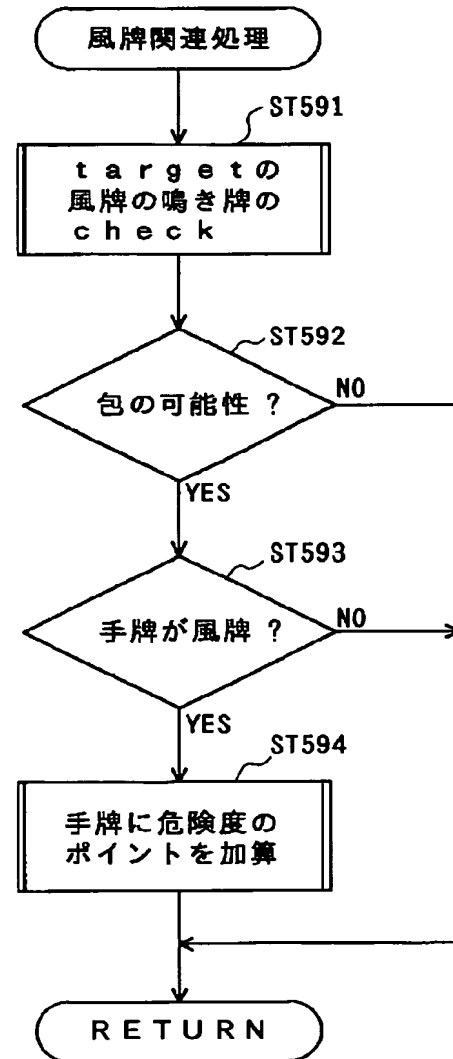 風牌関連処理
ST591
targetの
風牌の鳴き牌の
check
ST592
包の可能性?
NO
YES
ST593
手牌が風牌?
NO
YES
ST594
手牌に危険度の
ポイントを加算
RETURN